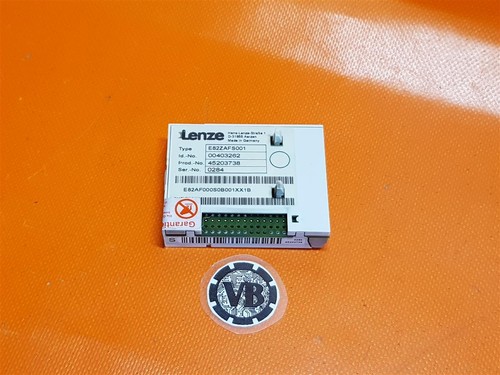 Lenze
Hans-Lenze-Straße 1
D-31855 Aerzen
Made in Germany
Type E82ZAFS001
Id.-No. 00403262
Prod.-No. 45203738
Ser.-No. 0284
E82AF000S0B001XX1B
Garanti
S
VB